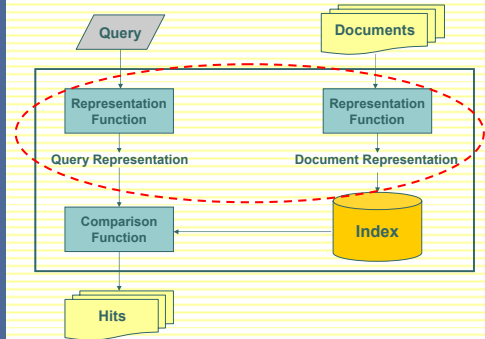 Query
Documents
Representation
Function
Representation
Function
Query Representation
Document Representation
Comparison
Function
Index
Hits